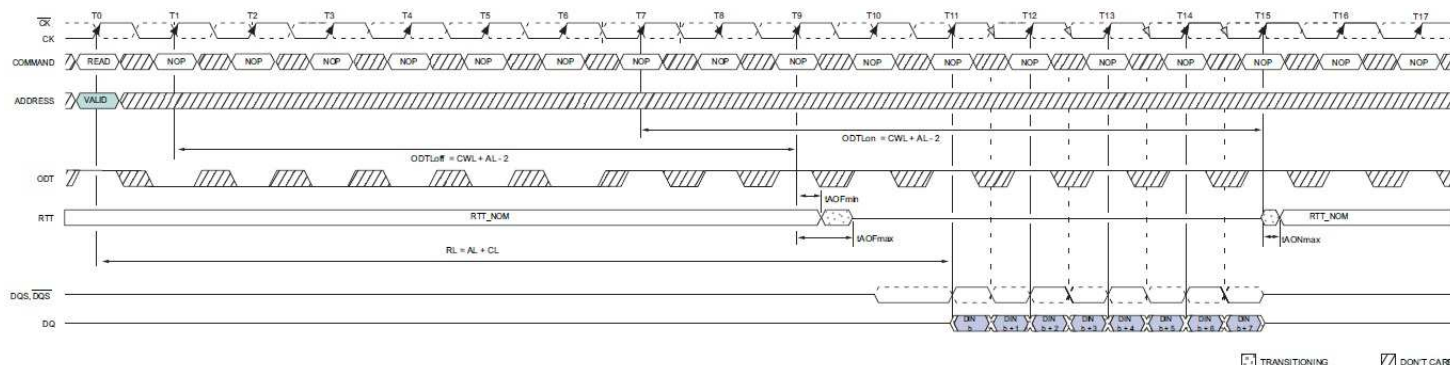 T0 T1 T2 T3 T4 T5 T6 T7 T8 T9 T10 T11 T12 T13 T14 T15 T16 T17
CK
CK
COMMAND READ NOP NOP NOP NOP NOP NOP NOP NOP NOP NOP NOP NOP NOP NOP NOP NOP NOP
ADDRESS VALID
ODTLon = CWL + AL - 2
ODTLoff = CWL + AL - 2
ODT
tAOFmin
RTT RTT_NOM RTT_NOM
tAOFmax tAONmax
RL = AL + CL
DQS, DQS
DQ DIN b DIN b + 1 DIN b + 2 DIN b + 3 DIN b + 4 DIN b + 5 DIN b + 6 DIN b + 7
TRANSITIONING DON'T CARE